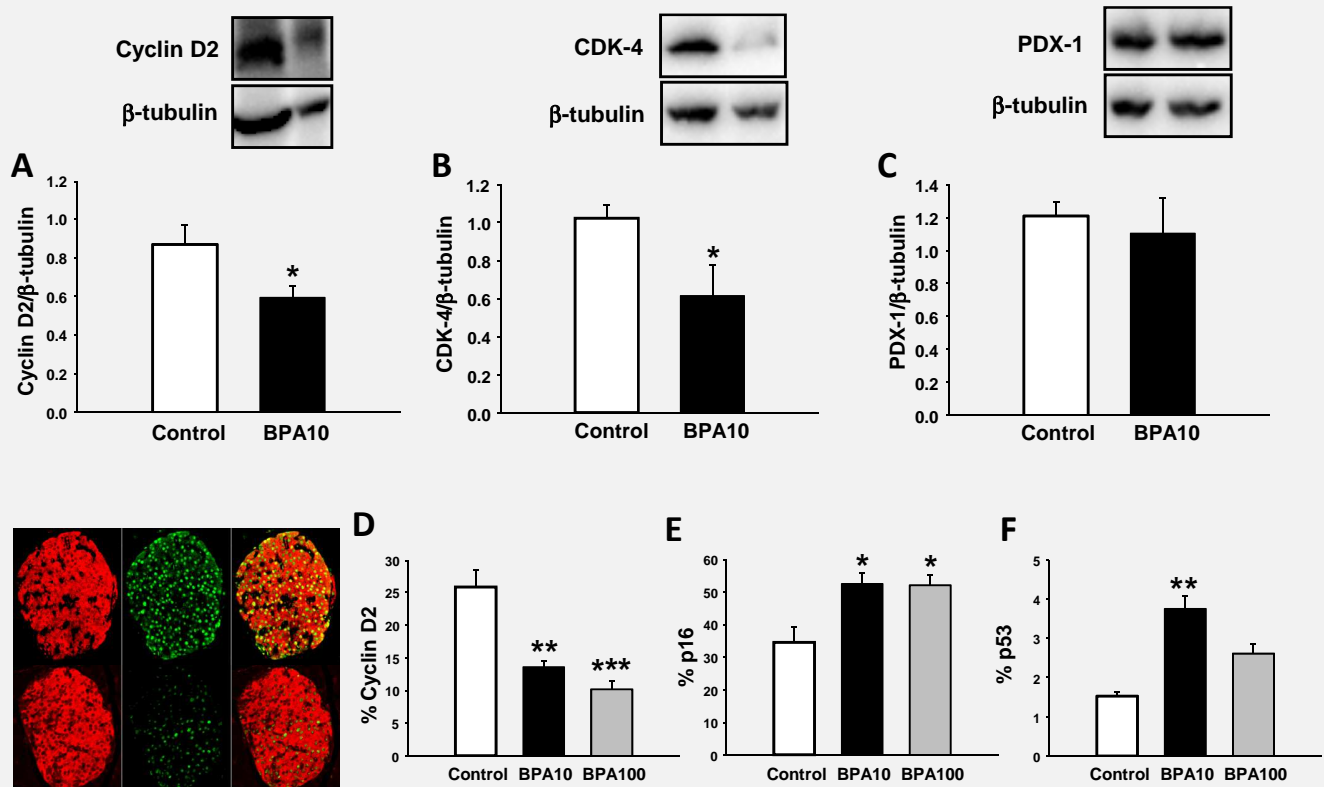 Cyclin D2
β-tubulin
CDK-4
β-tubulin
PDX-1
β-tubulin
A
Cyclin D2/β-tubulin
1.2
1.0
0.8
0.6
0.4
0.2
0.0
*
Control BPA10
B
CDK-4/β-tubulin
1.2
1.0
0.8
0.6
0.4
0.2
0.0
*
Control BPA10
C
PDX-1/β-tubulin
1.4
1.2
1.0
0.8
0.6
0.4
0.2
0.0
Control BPA10
D
% Cyclin D2
30
25
20
15
10
5
0
** ***
Control BPA10 BPA100
E
% p16
60
50
40
30
20
10
0
* *
Control BPA10 BPA100
F
% p53
5
4
3
2
1
0
**
Control BPA10 BPA100